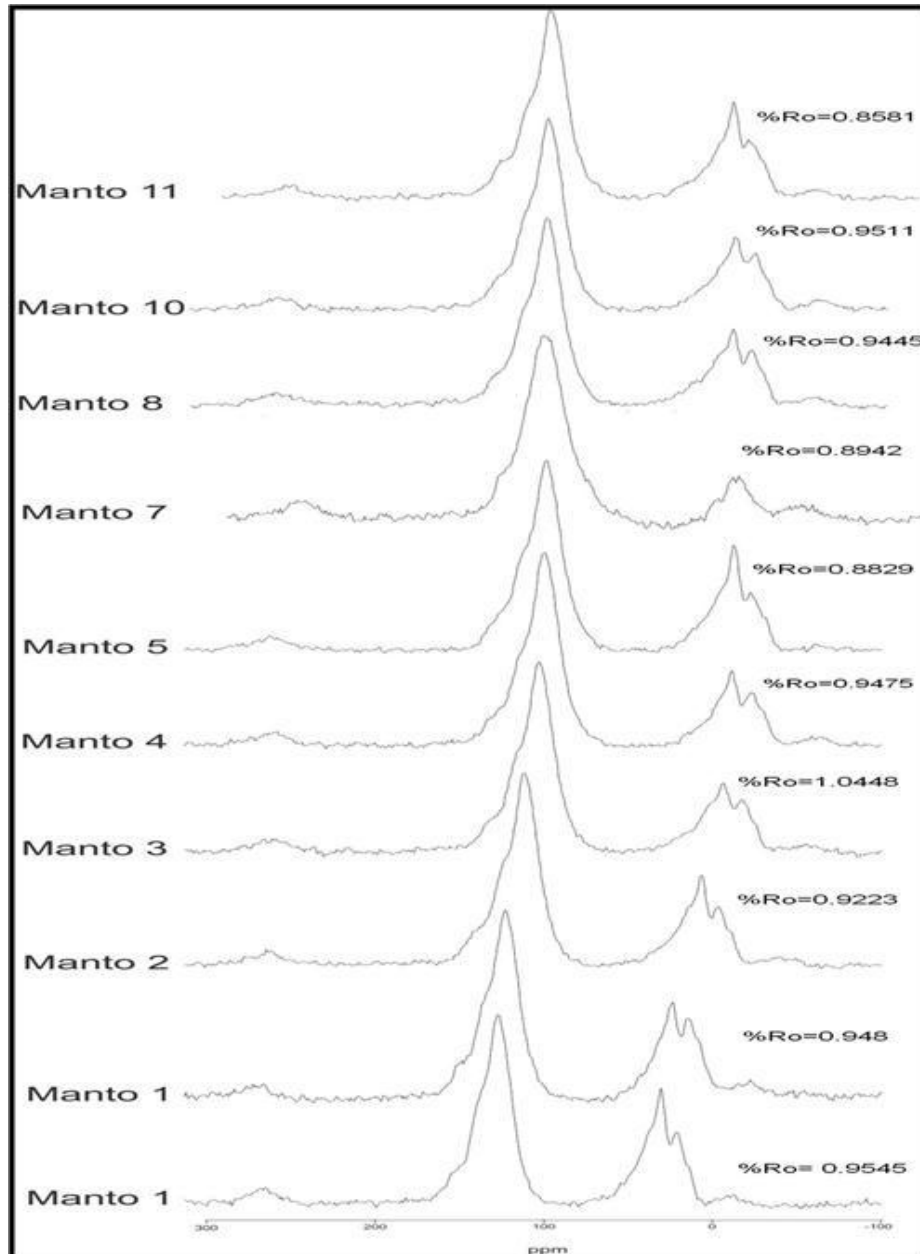 %Ro=0.8581
Manto 11
%Ro=0.9511
Manto 10
%Ro=0.9445
Manto 8
%Ro=0.8942
Manto 7
%Ro=0.8829
Manto 5
%Ro=0.9475
Manto 4
%Ro=1.0448
Manto 3
%Ro=0.9223
Manto 2
%Ro=0.948
Manto 1
%Ro= 0.9545
Manto 1
300 200 100 0 -100
ppm